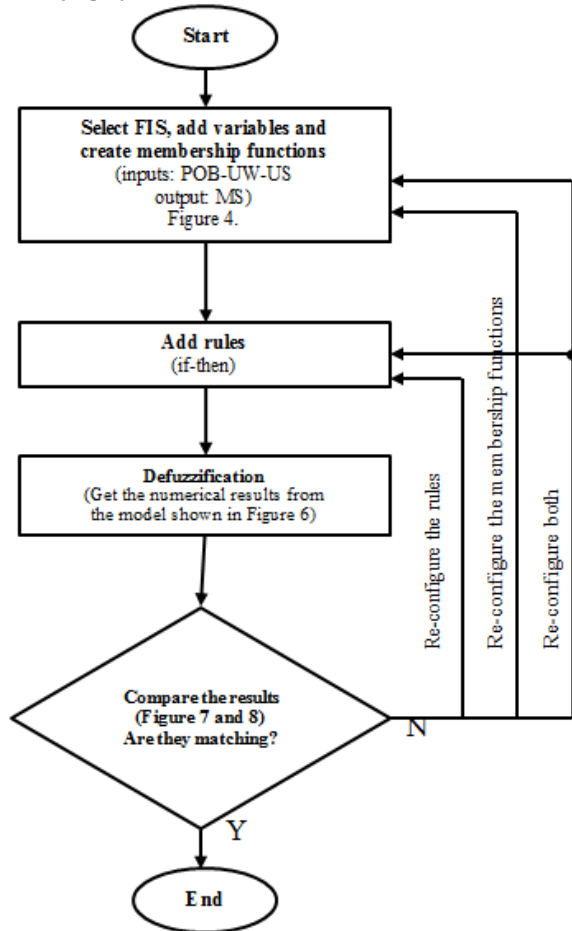 Start
Select FIS, add variables and
create membership functions
(inputs: POB-UW-US
output: MS)
Figure 4.
Add rules
(if-then)
Defuzzification
(Get the numerical results from
the model shown in Figure 6)
Compare the results
(Figure 7 and 8)
Are they matching?
N
Y
End
Re-configure the rules
Re-configure the membership functions
Re-configure both